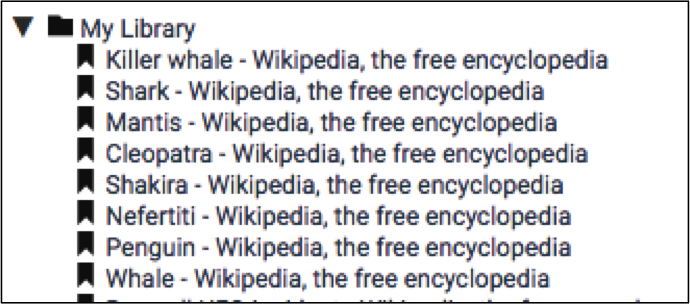 My Library
Killer whale - Wikipedia, the free encyclopedia
Shark - Wikipedia, the free encyclopedia
Mantis - Wikipedia, the free encyclopedia
Cleopatra - Wikipedia, the free encyclopedia
Shakira - Wikipedia, the free encyclopedia
Nefertiti - Wikipedia, the free encyclopedia
Penguin - Wikipedia, the free encyclopedia
Whale - Wikipedia, the free encyclopedia